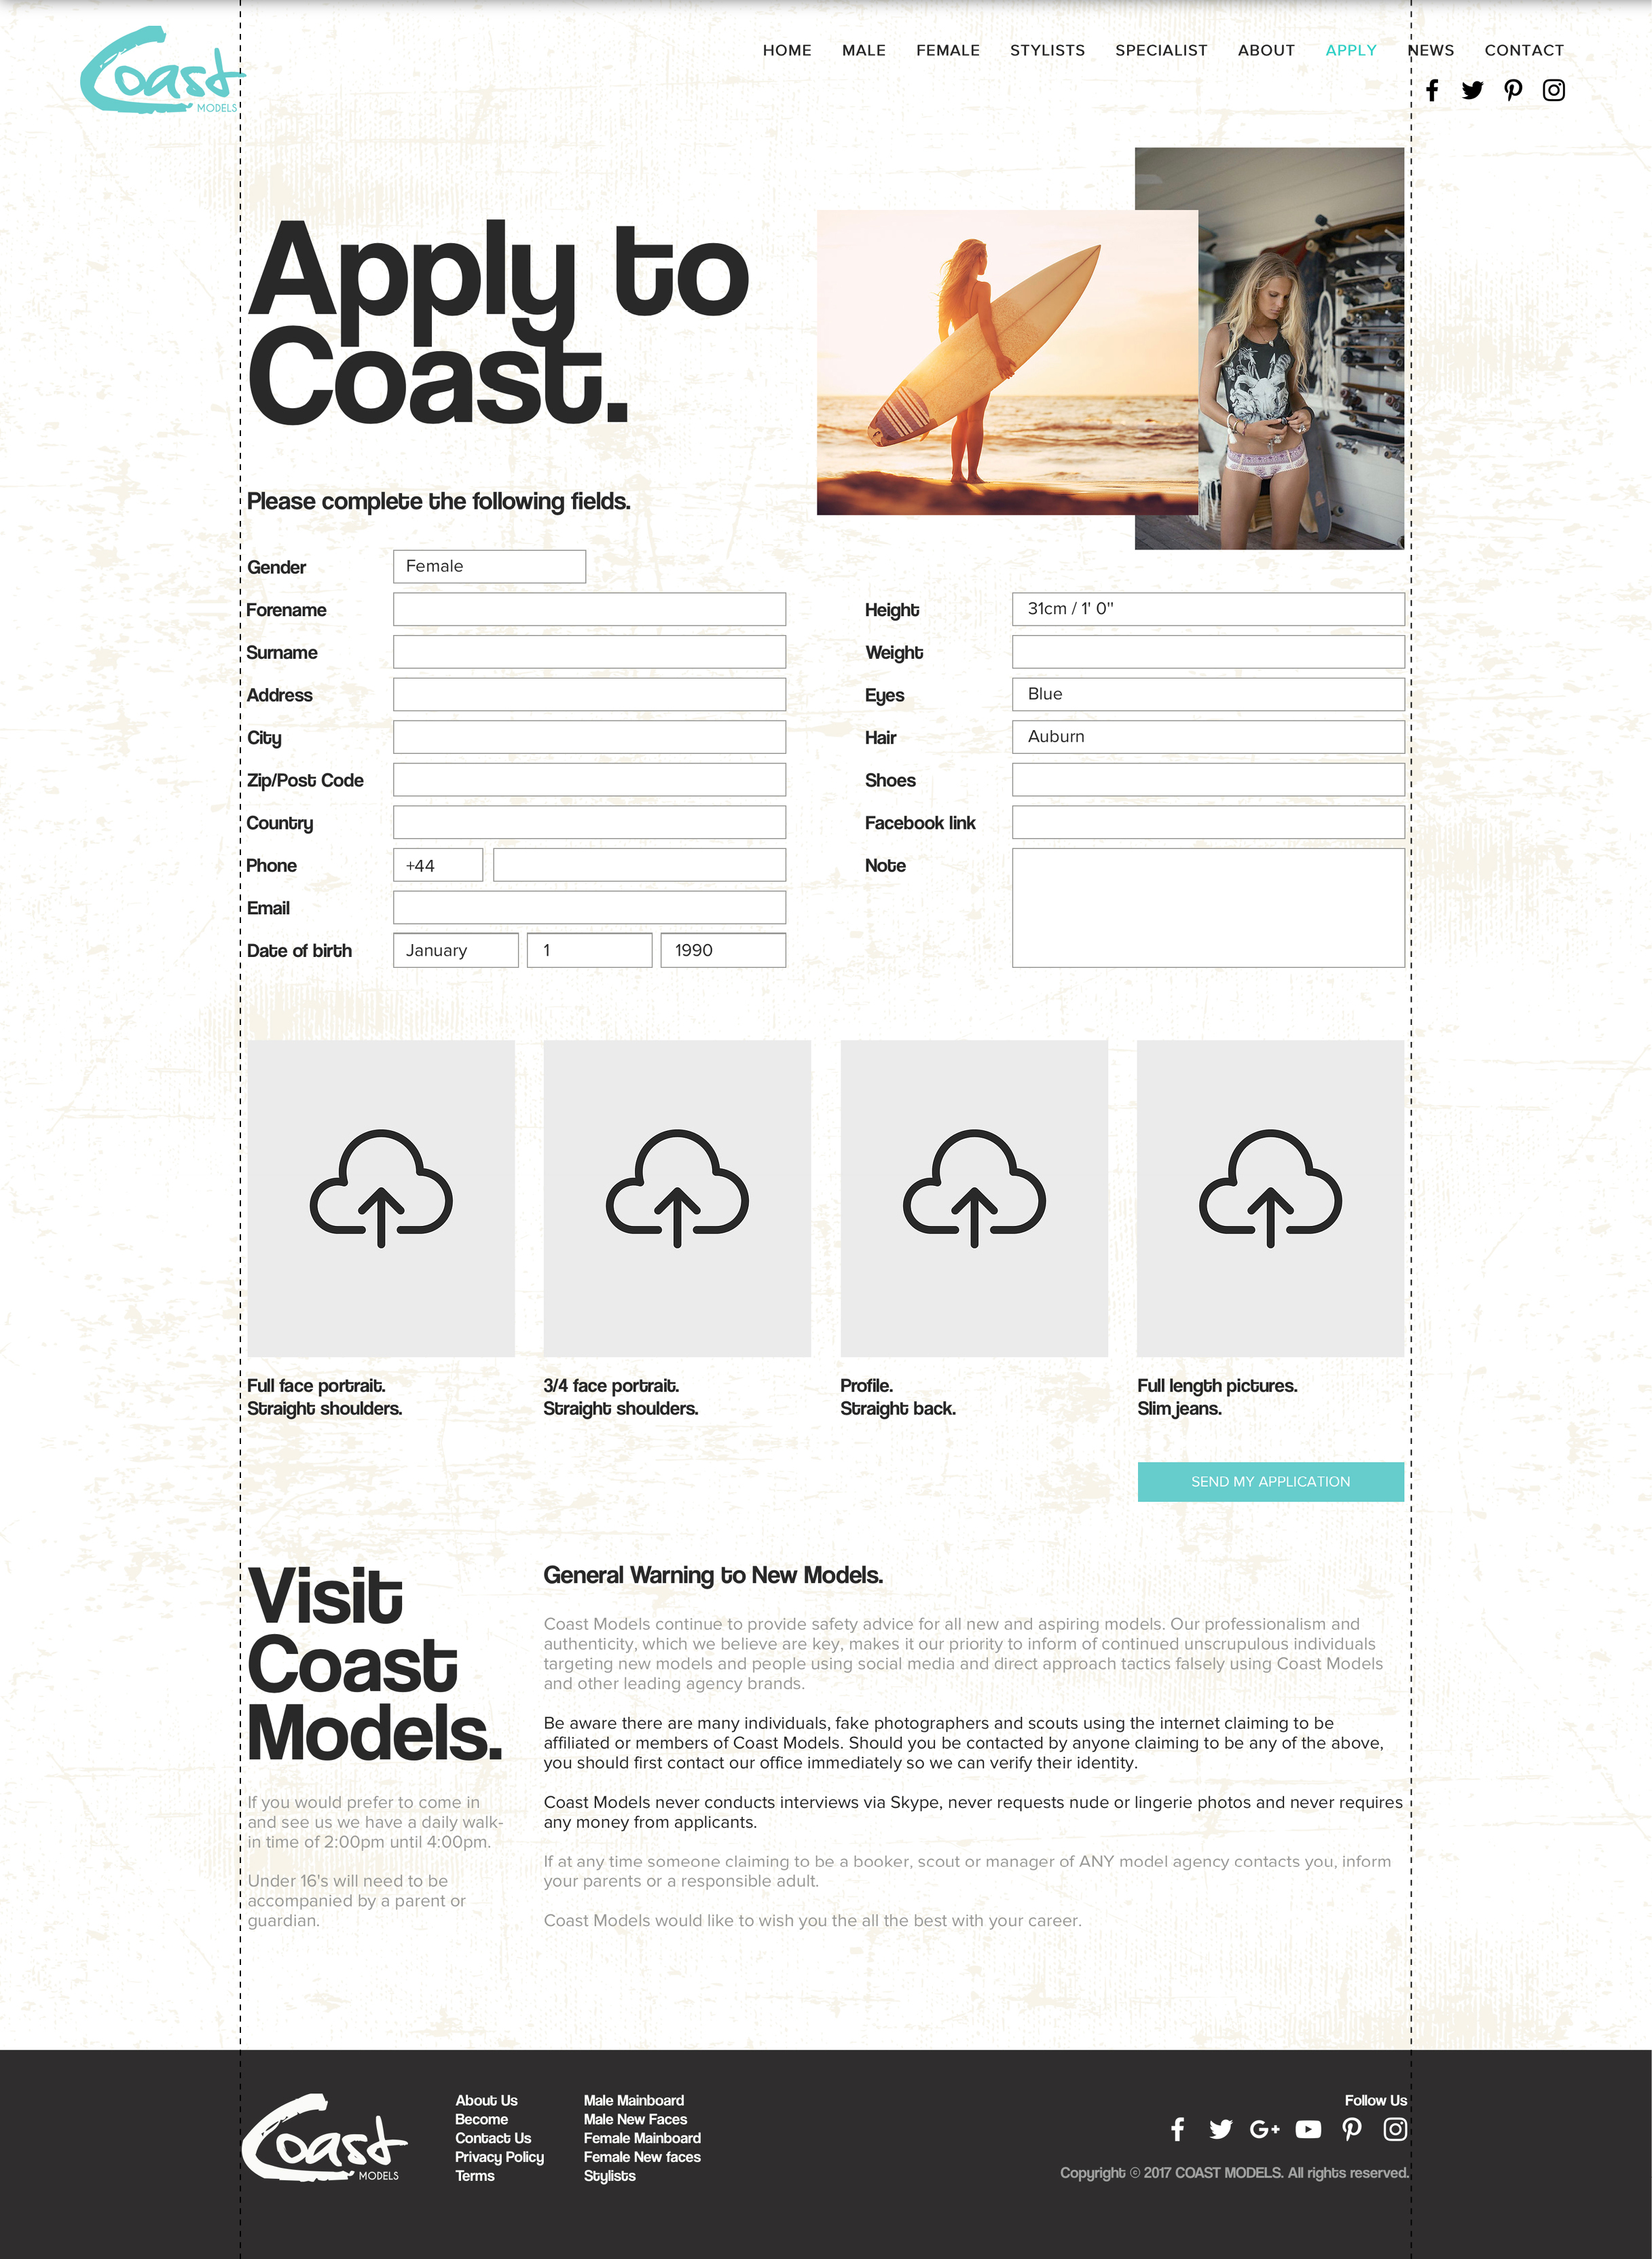 Coast
MODELS
HOME MALE FEMALE STYLISTS SPECIALIST ABOUT APPLY NEWS CONTACT
Apply to
Coast.
Please complete the following fields.
Gender Female
Forename
Surname
Address
City
Zip/Post Code
Country
Phone +44
Email
Date of birth January 1 1990
Height 31cm / 1' 0"
Weight
Eyes Blue
Hair Auburn
Shoes
Facebook link
Note
Full face portrait.
Straight shoulders.
3/4 face portrait.
Straight shoulders.
Profile.
Straight back.
Full length pictures.
Slim jeans.
SEND MY APPLICATION
Visit
Coast
Models.
If you would prefer to come in
and see us we have a daily walk-
in time of 2:00pm until 4:00pm.
Under 16's will need to be
accompanied by a parent or
guardian.
General Warning to New Models.
Coast Models continue to provide safety advice for all new and aspiring models. Our professionalism and
authenticity, which we believe are key, makes it our priority to inform of continued unscrupulous individuals
targeting new models and people using social media and direct approach tactics falsely using Coast Models
and other leading agency brands.
Be aware there are many individuals, fake photographers and scouts using the internet claiming to be
affiliated or members of Coast Models. Should you be contacted by anyone claiming to be any of the above,
you should first contact our office immediately so we can verify their identity.
Coast Models never conducts interviews via Skype, never requests nude or lingerie photos and never requires
any money from applicants.
If at any time someone claiming to be a booker, scout or manager of ANY model agency contacts you, inform
your parents or a responsible adult.
Coast Models would like to wish you the all the best with your career.
Coast
MODELS
About Us
Become
Contact Us
Privacy Policy
Terms
Male Mainboard
Male New Faces
Female Mainboard
Female New faces
Stylists
Follow Us
G+
Copyright © 2017 COAST MODELS. All rights reserved.